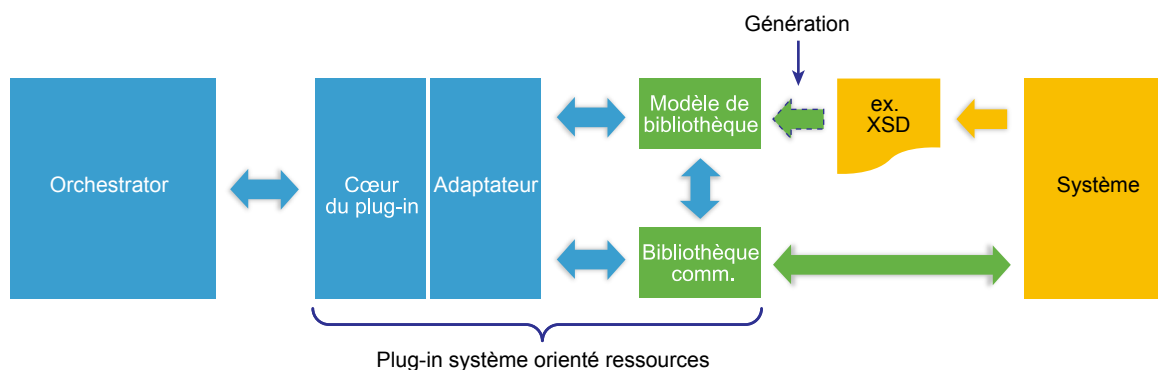 Génération
Orchestrator
Cœur
du plug-in
Adaptateur
Modèle de
bibliothèque
ex.
XSD
Système
Bibliothèque
comm.
Plug-in système orienté ressources